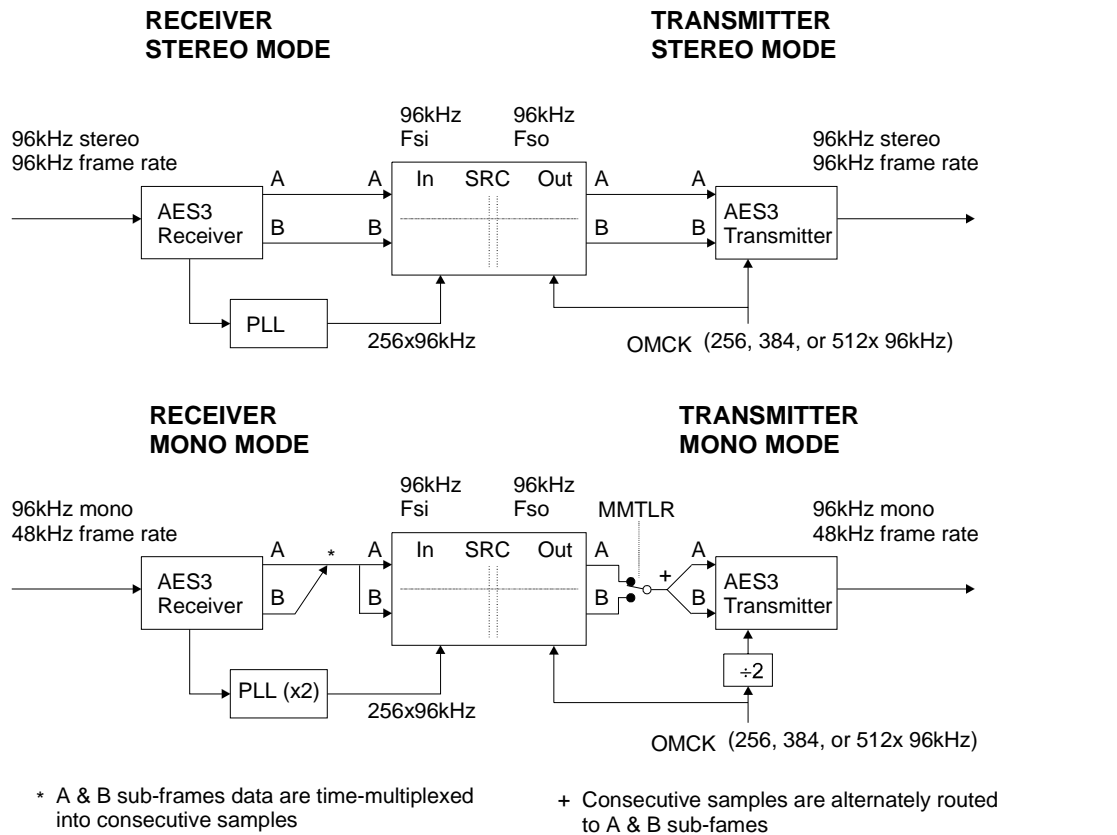 RECEIVER
STEREO MODE
TRANSMITTER
STEREO MODE
96kHz stereo
96kHz frame rate
96kHz
Fsi
96kHz
Fso
96kHz stereo
96kHz frame rate
A A In SRC Out A A
AES3
Receiver
B B B B
AES3
Transmitter
PLL
256x96kHz
OMCK (256, 384, or 512x 96kHz)
RECEIVER
MONO MODE
TRANSMITTER
MONO MODE
96kHz mono
48kHz frame rate
96kHz
Fsi
96kHz
Fso
MMTLR
96kHz mono
48kHz frame rate
A * A In SRC Out A + A
AES3
Receiver
B B B B
AES3
Transmitter
÷2
PLL (x2)
256x96kHz
OMCK (256, 384, or 512x 96kHz)
* A & B sub-frames data are time-multiplexed
into consecutive samples
+ Consecutive samples are alternately routed
to A & B sub-fames